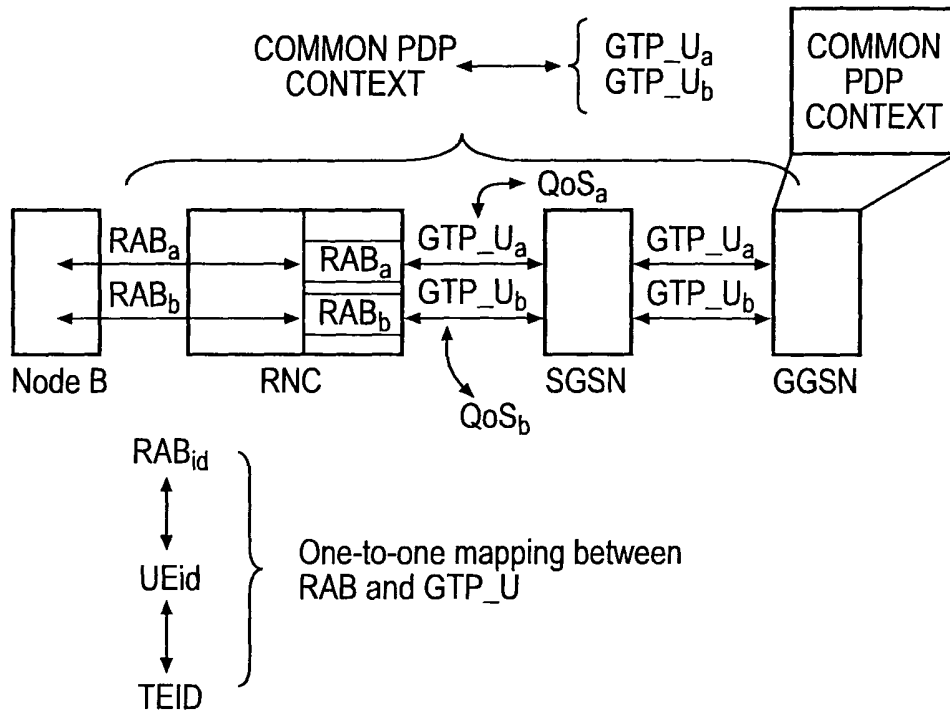 COMMON PDP
CONTEXT
GTP_Ua
GTP_Ub
COMMON
PDP
CONTEXT
QoSa
RABa
RABa
GTP_Ua
GTP_Ua
RABb
RABb
GTP_Ub
GTP_Ub
Node B
RNC
SGSN
GGSN
QoSb
RABid
UEid
TEID
One-to-one mapping between
RAB and GTP_U